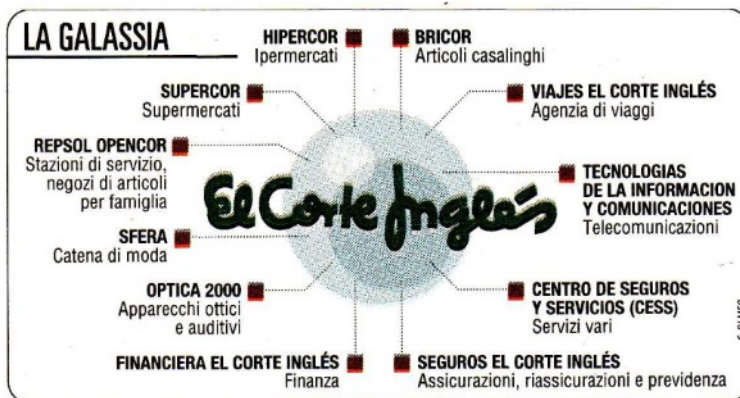 LA GALASSIA
HIPERCOR
Ipermercati
BRICOR
Articoli casalinghi
SUPERCOR
Supermercati
VIAJES EL CORTE INGLÉS
Agenzia di viaggi
REPSOL OPENCOR
Stazioni di servizio,
negozi di articoli
per famiglia
TECNOLOGIAS
DE LA INFORMACION
Y COMUNICACIONES
Telecomunicazioni
El Corte Inglés
SFERA
Catena di moda
OPTICA 2000
Apparecchi ottici
e auditivi
CENTRO DE SEGUROS
Y SERVICIOS (CESS)
Servizi vari
FINANCIERA EL CORTE INGLÉS
Finanza
SEGUROS EL CORTE INGLÉS
Assicurazioni, riassicurazioni e previdenza